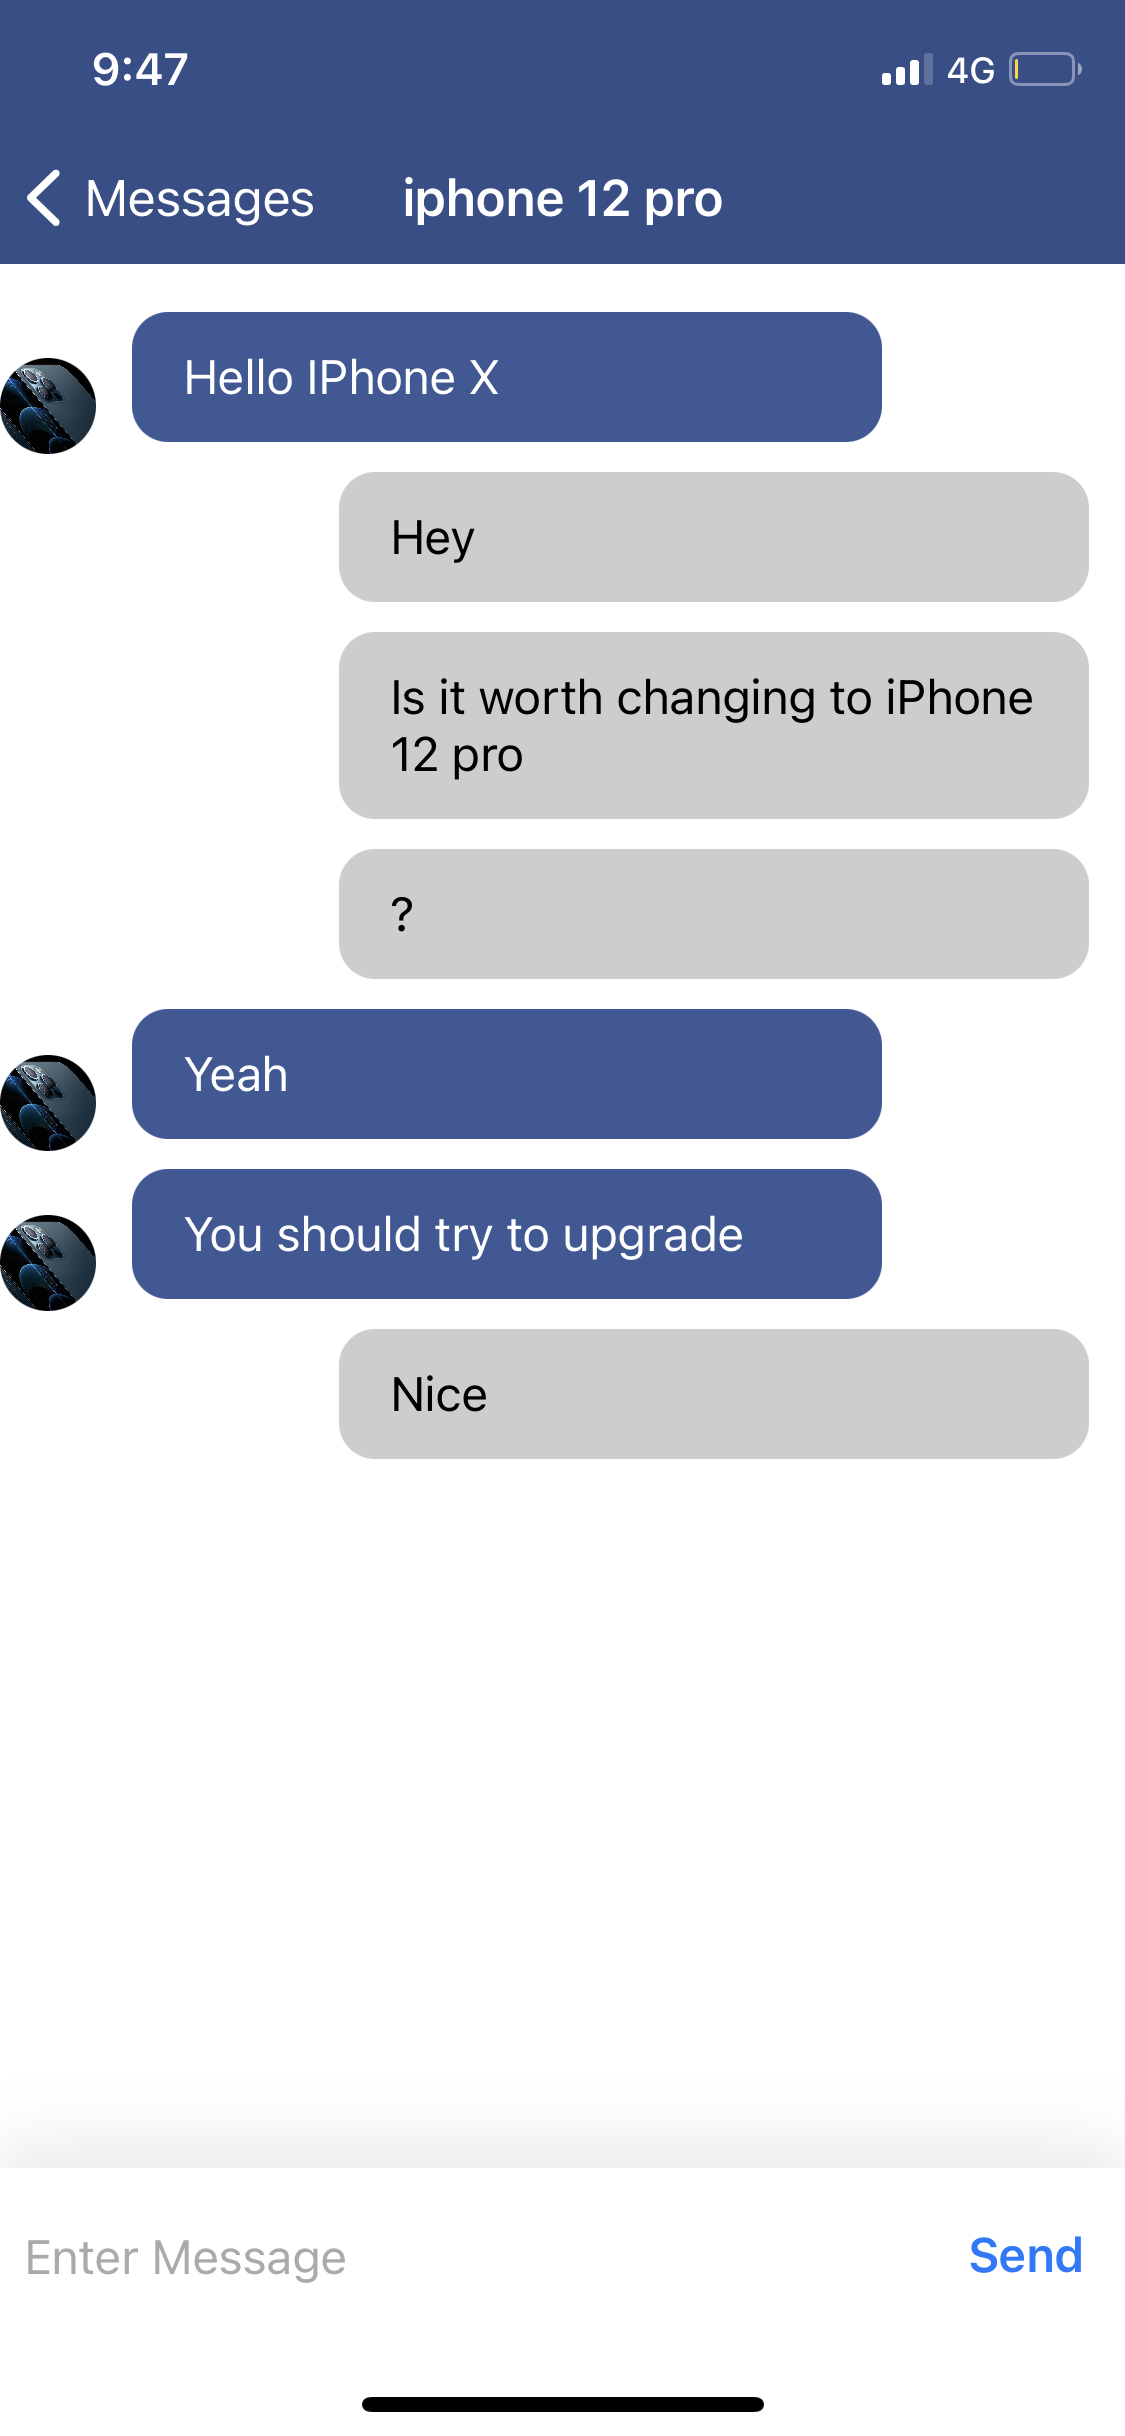 9:47
4G
Messages
iphone 12 pro
Hello IPhone X
Hey
Is it worth changing to iPhone
12 pro
?
Yeah
You should try to upgrade
Nice
Enter Message
Send